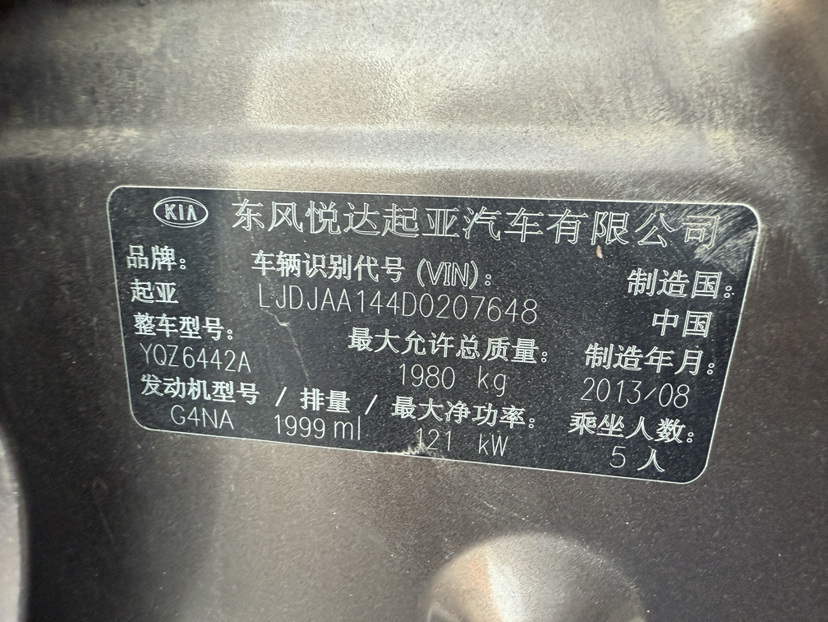 KIA 东风悦达起亚汽车有限公司
品牌: 车辆识别代号 (VIN): 制造国:
起亚 LJDJAA144D0207648 中国
整车型号: 最大允许总质量: 制造年月:
YQZ6442A 1980 kg 2013/08
发动机型号 / 排量 / 最大净功率: 乘坐人数:
G4NA 1999 ml 121 kW 5 人